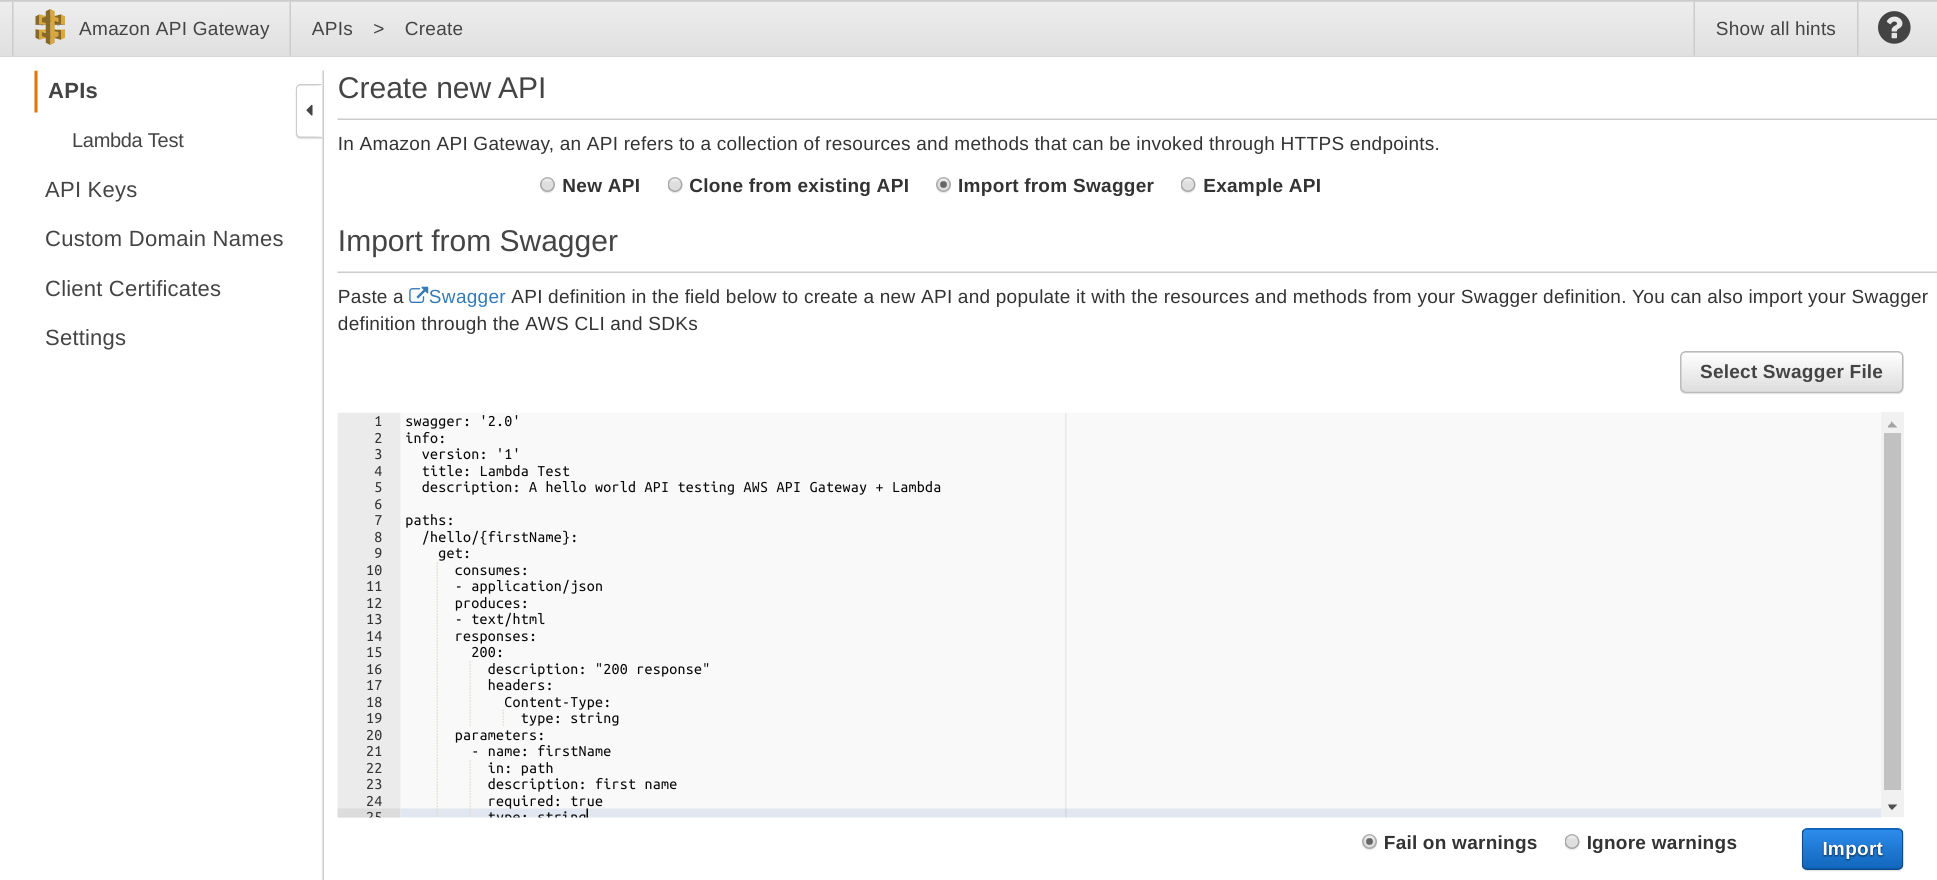 Amazon API Gateway
APIs > Create
Show all hints
?
APIs
Lambda Test
API Keys
Custom Domain Names
Client Certificates
Settings
Create new API
In Amazon API Gateway, an API refers to a collection of resources and methods that can be invoked through HTTPS endpoints.
New API Clone from existing API Import from Swagger Example API
Import from Swagger
Paste a Swagger API definition in the field below to create a new API and populate it with the resources and methods from your Swagger definition. You can also import your Swagger
definition through the AWS CLI and SDKs
Select Swagger File
1 swagger: '2.0'
2 info:
3   version: '1'
4   title: Lambda Test
5   description: A hello world API testing AWS API Gateway + Lambda
6
7 paths:
8   /hello/{firstName}:
9     get:
10       consumes:
11       - application/json
12       produces:
13       - text/html
14       responses:
15         200:
16           description: "200 response"
17           headers:
18             Content-Type:
19               type: string
20       parameters:
21         - name: firstName
22           in: path
23           description: first name
24           required: true
25           type: string
Fail on warnings Ignore warnings
Import